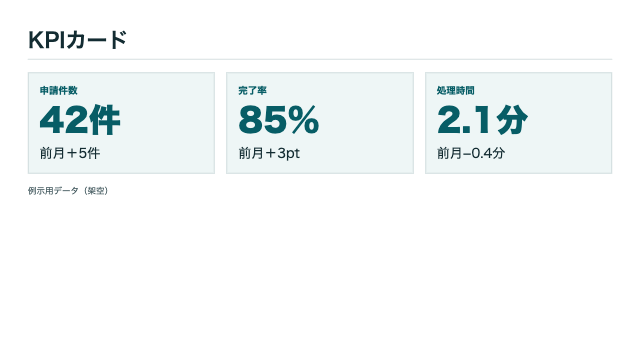 KPIカード
申請件数
42件
前月＋5件
完了率
85%
前月＋3pt
処理時間
2.1分
前月−0.4分
例示用データ（架空）